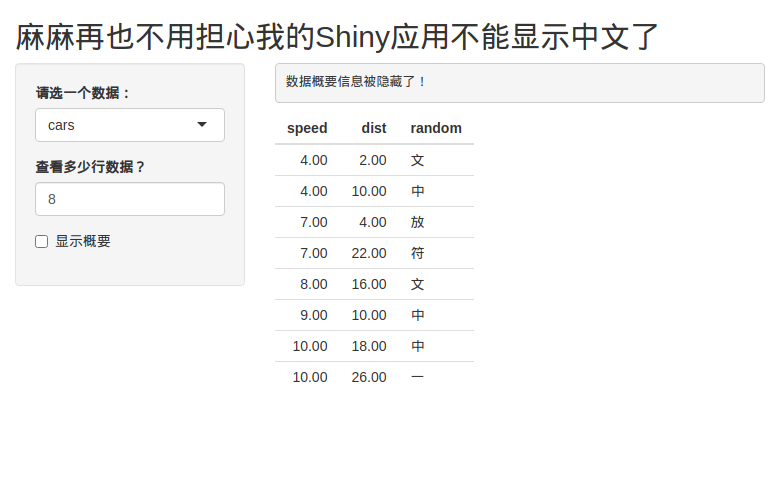 麻麻再也不用担心我的Shiny应用不能显示中文了
请选一个数据：
cars
查看多少行数据？
8
显示概要
数据概要信息被隐藏了！
speed dist random
4.00 2.00 文
4.00 10.00 中
7.00 4.00 放
7.00 22.00 符
8.00 16.00 文
9.00 10.00 中
10.00 18.00 中
10.00 26.00 一